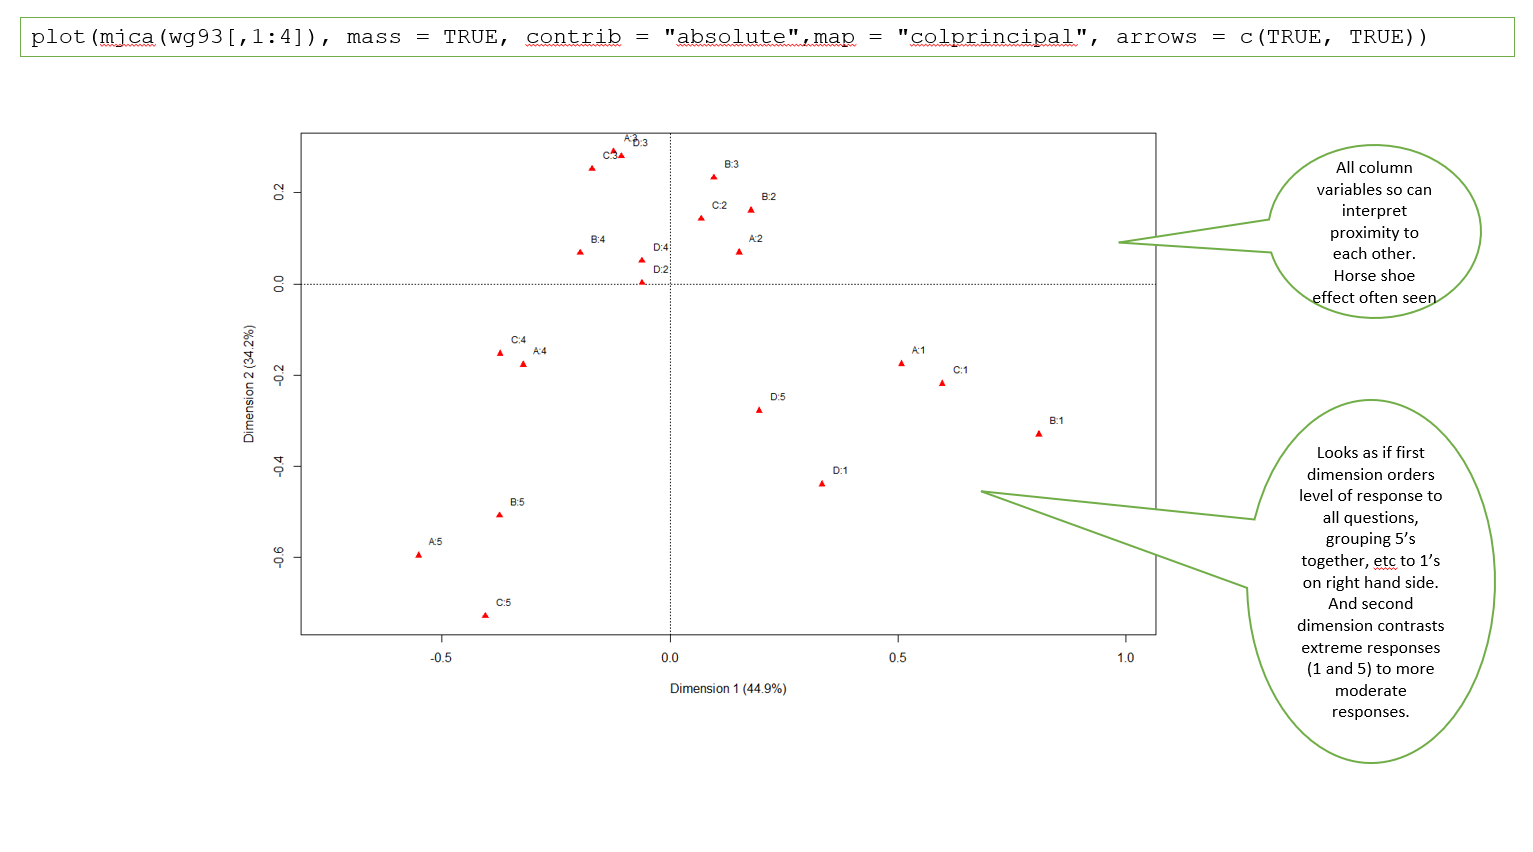 plot(mjca(wg93[,1:4]), mass = TRUE, contrib = "absolute",map = "colprincipal", arrows = c(TRUE, TRUE))
All column
variables so can
interpret
proximity to
each other.
Horse shoe
effect often seen
A:3
D:3
C:3
B:3
B:2
C:2
A:2
B:4
D:4
D:2
C:4
A:4
A:1
C:1
D:5
B:1
D:1
B:5
A:5
C:5
0.2
0.0
-0.2
-0.4
-0.6
Dimension 2 (34.2%)
-0.5
0.0
0.5
1.0
Dimension 1 (44.9%)
Looks as if first
dimension orders
level of response to
all questions,
grouping 5’s
together, etc to 1’s
on right hand side.
And second
dimension contrasts
extreme responses
(1 and 5) to more
moderate
responses.